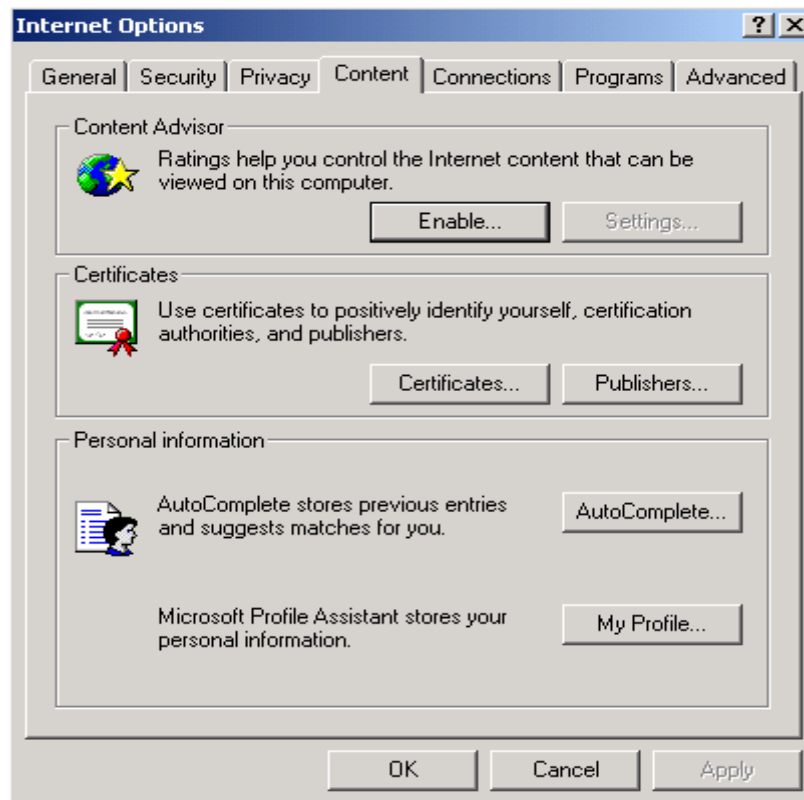 Internet Options
General Security Privacy Content Connections Programs Advanced
Content Advisor
Ratings help you control the Internet content that can be
viewed on this computer.
Enable... Settings...
Certificates
Use certificates to positively identify yourself, certification
authorities, and publishers.
Certificates... Publishers...
Personal information
AutoComplete stores previous entries
and suggests matches for you.
AutoComplete...
Microsoft Profile Assistant stores your
personal information.
My Profile...
OK Cancel Apply